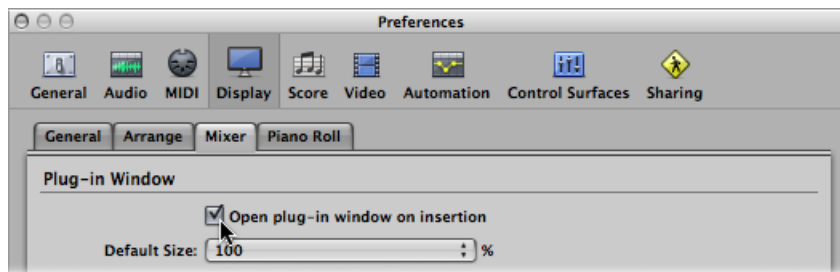 Preferences
General Audio MIDI Display Score Video Automation Control Surfaces Sharing
General Arrange Mixer Piano Roll
Plug-in Window
Open plug-in window on insertion
Default Size: 100 %